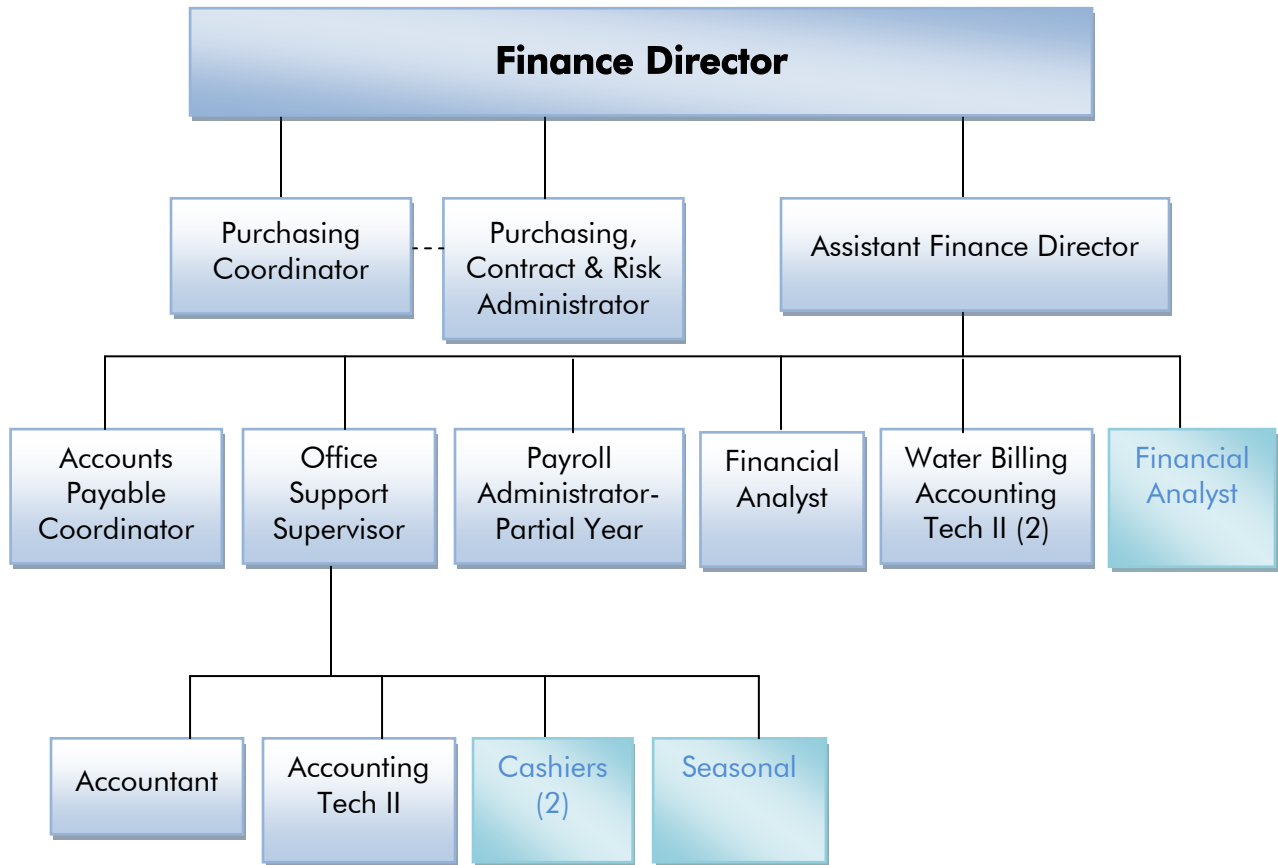 Finance Director
Purchasing
Coordinator
Purchasing,
Contract & Risk
Administrator
Assistant Finance Director
Accounts
Payable
Coordinator
Office
Support
Supervisor
Payroll
Administrator-
Partial Year
Financial
Analyst
Water Billing
Accounting
Tech II (2)
Financial
Analyst
Accountant
Accounting
Tech II
Cashiers
(2)
Seasonal